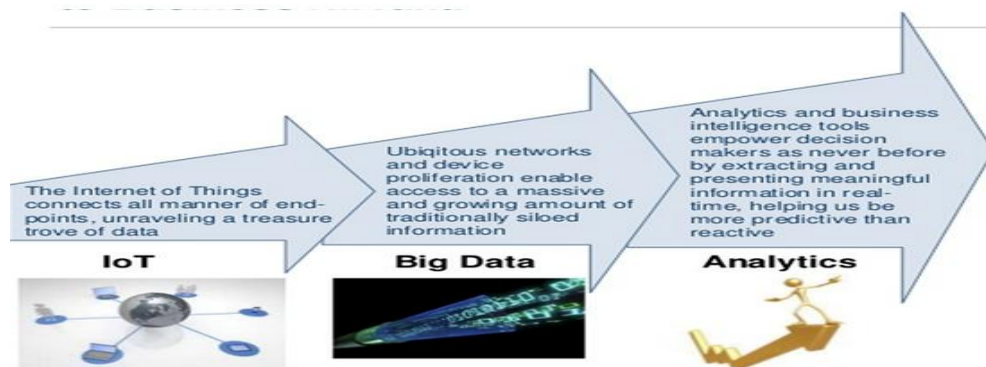 The Internet of Things
connects all manner of end-
points, unraveling a treasure
trove of data
Ubiqitous networks
and device
proliferation enable
access to a massive
and growing amount of
traditionally siloed
information
Analytics and business
intelligence tools
empower decision
makers as never before
by extracting and
presenting meaningful
information in real-
time, helping us be
more predictive than
reactive
IoT
Big Data
Analytics